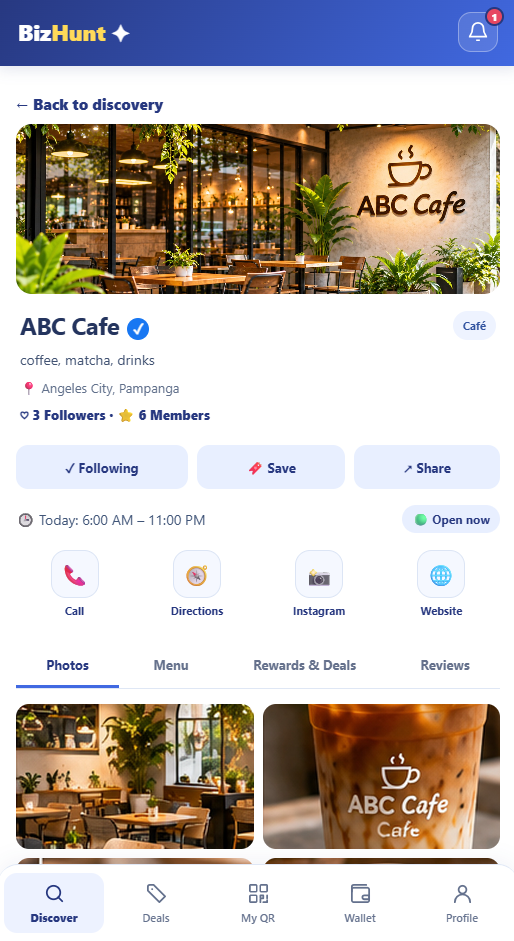 BizHunt
1
← Back to discovery
ABC Cafe
ABC Cafe
Café
coffee, matcha, drinks
Angeles City, Pampanga
3 Followers • 6 Members
✓ Following
Save
↗ Share
Today: 6:00 AM – 11:00 PM
Open now
Call
Directions
Instagram
Website
Photos
Menu
Rewards & Deals
Reviews
ABC Cafe
Cafe
Discover
Deals
My QR
Wallet
Profile